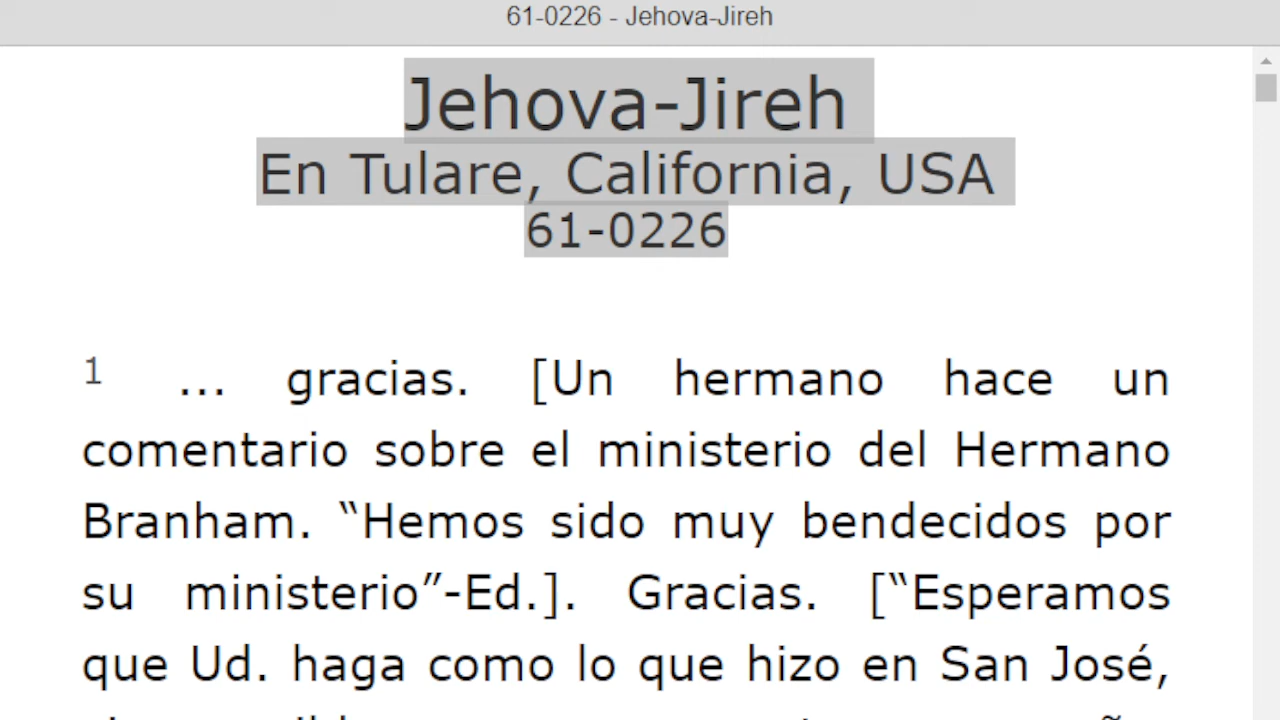 61-0226 - Jehova-Jireh
Jehova-Jireh
En Tulare, California, USA
61-0226
1 ... gracias. [Un hermano hace un
comentario sobre el ministerio del Hermano
Branham. “Hemos sido muy bendecidos por
su ministerio”-Ed.]. Gracias. [“Esperamos
que Ud. haga como lo que hizo en San José,